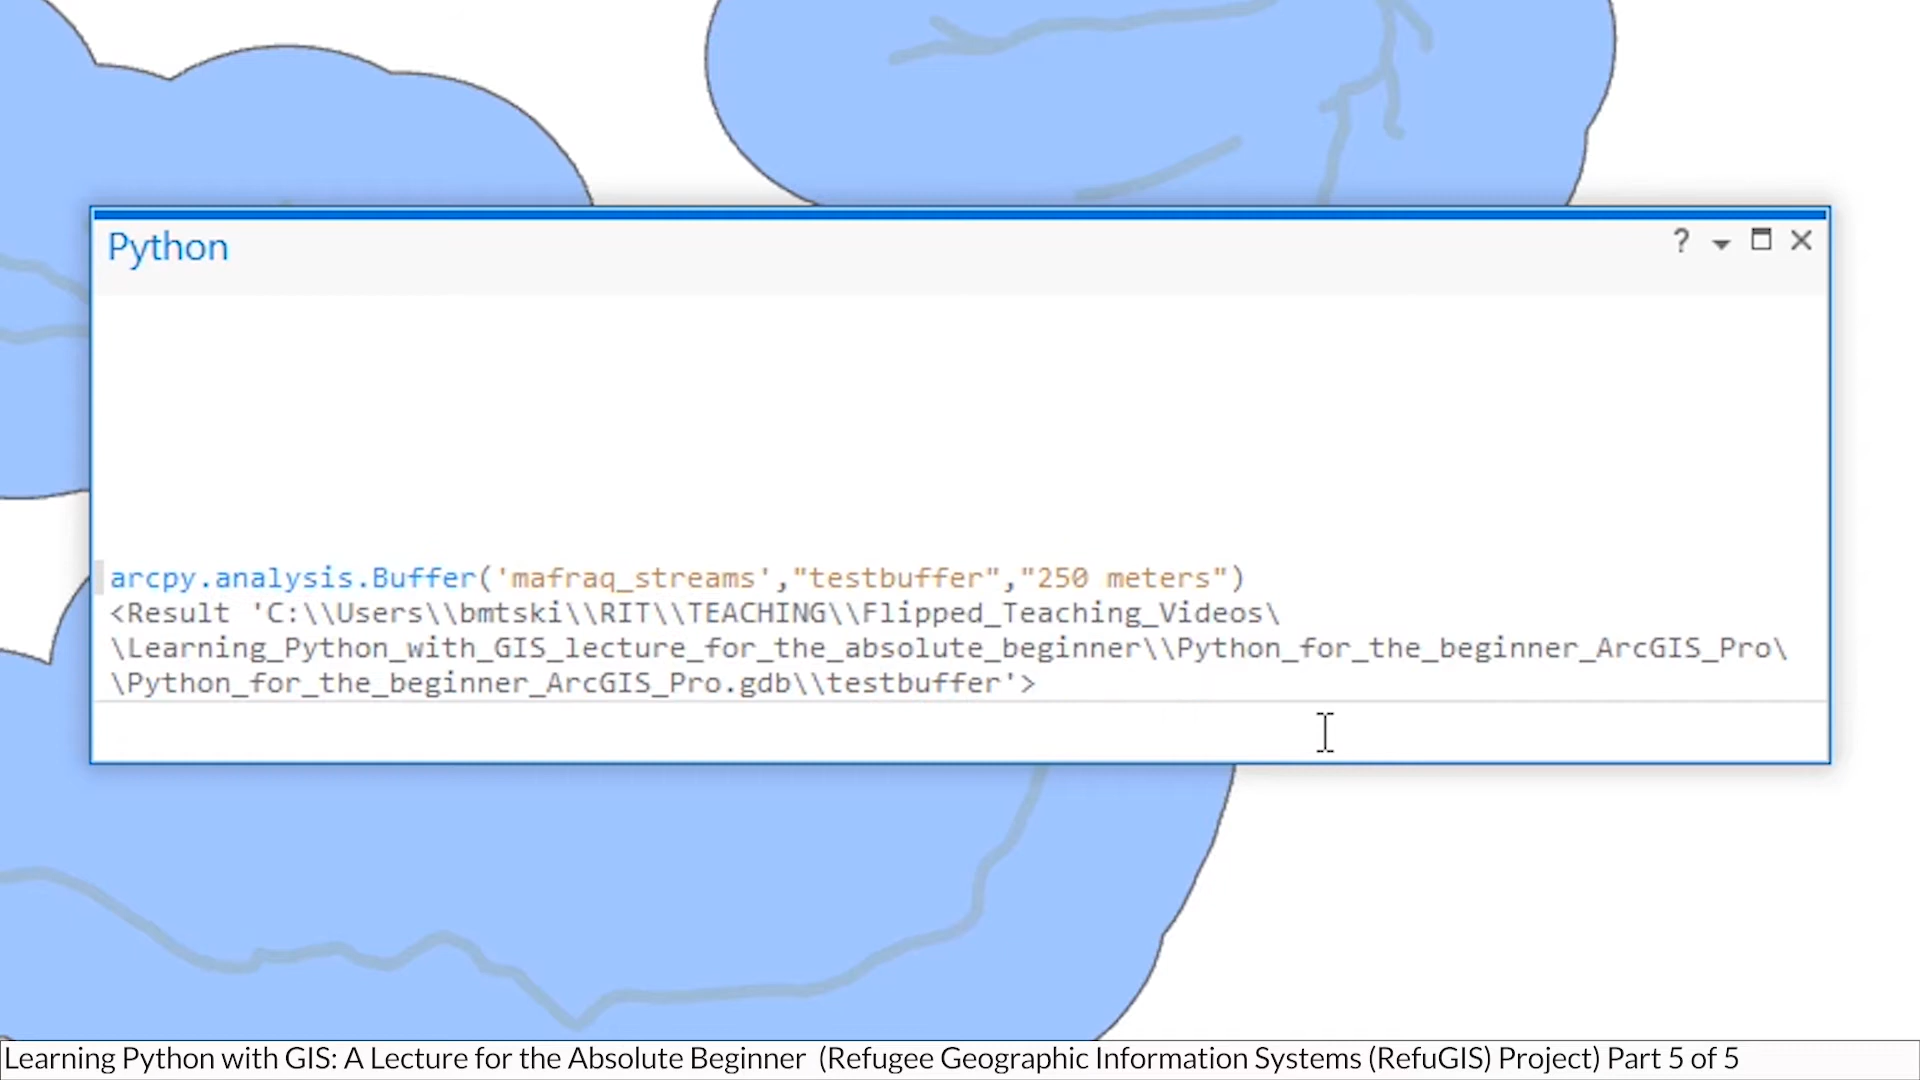 Python
arcpy.analysis.Buffer('mafraq_streams',"testbuffer","250 meters")
<Result 'C:\\Users\\bmtski\\RIT\\TEACHING\\Flipped_Teaching_Videos\
\Learning_Python_with_GIS_lecture_for_the_absolute_beginner\\Python_for_the_beginner_ArcGIS_Pro\
\Python_for_the_beginner_ArcGIS_Pro.gdb\\testbuffer'>
Learning Python with GIS: A Lecture for the Absolute Beginner (Refugee Geographic Information Systems (RefuGIS) Project) Part 5 of 5